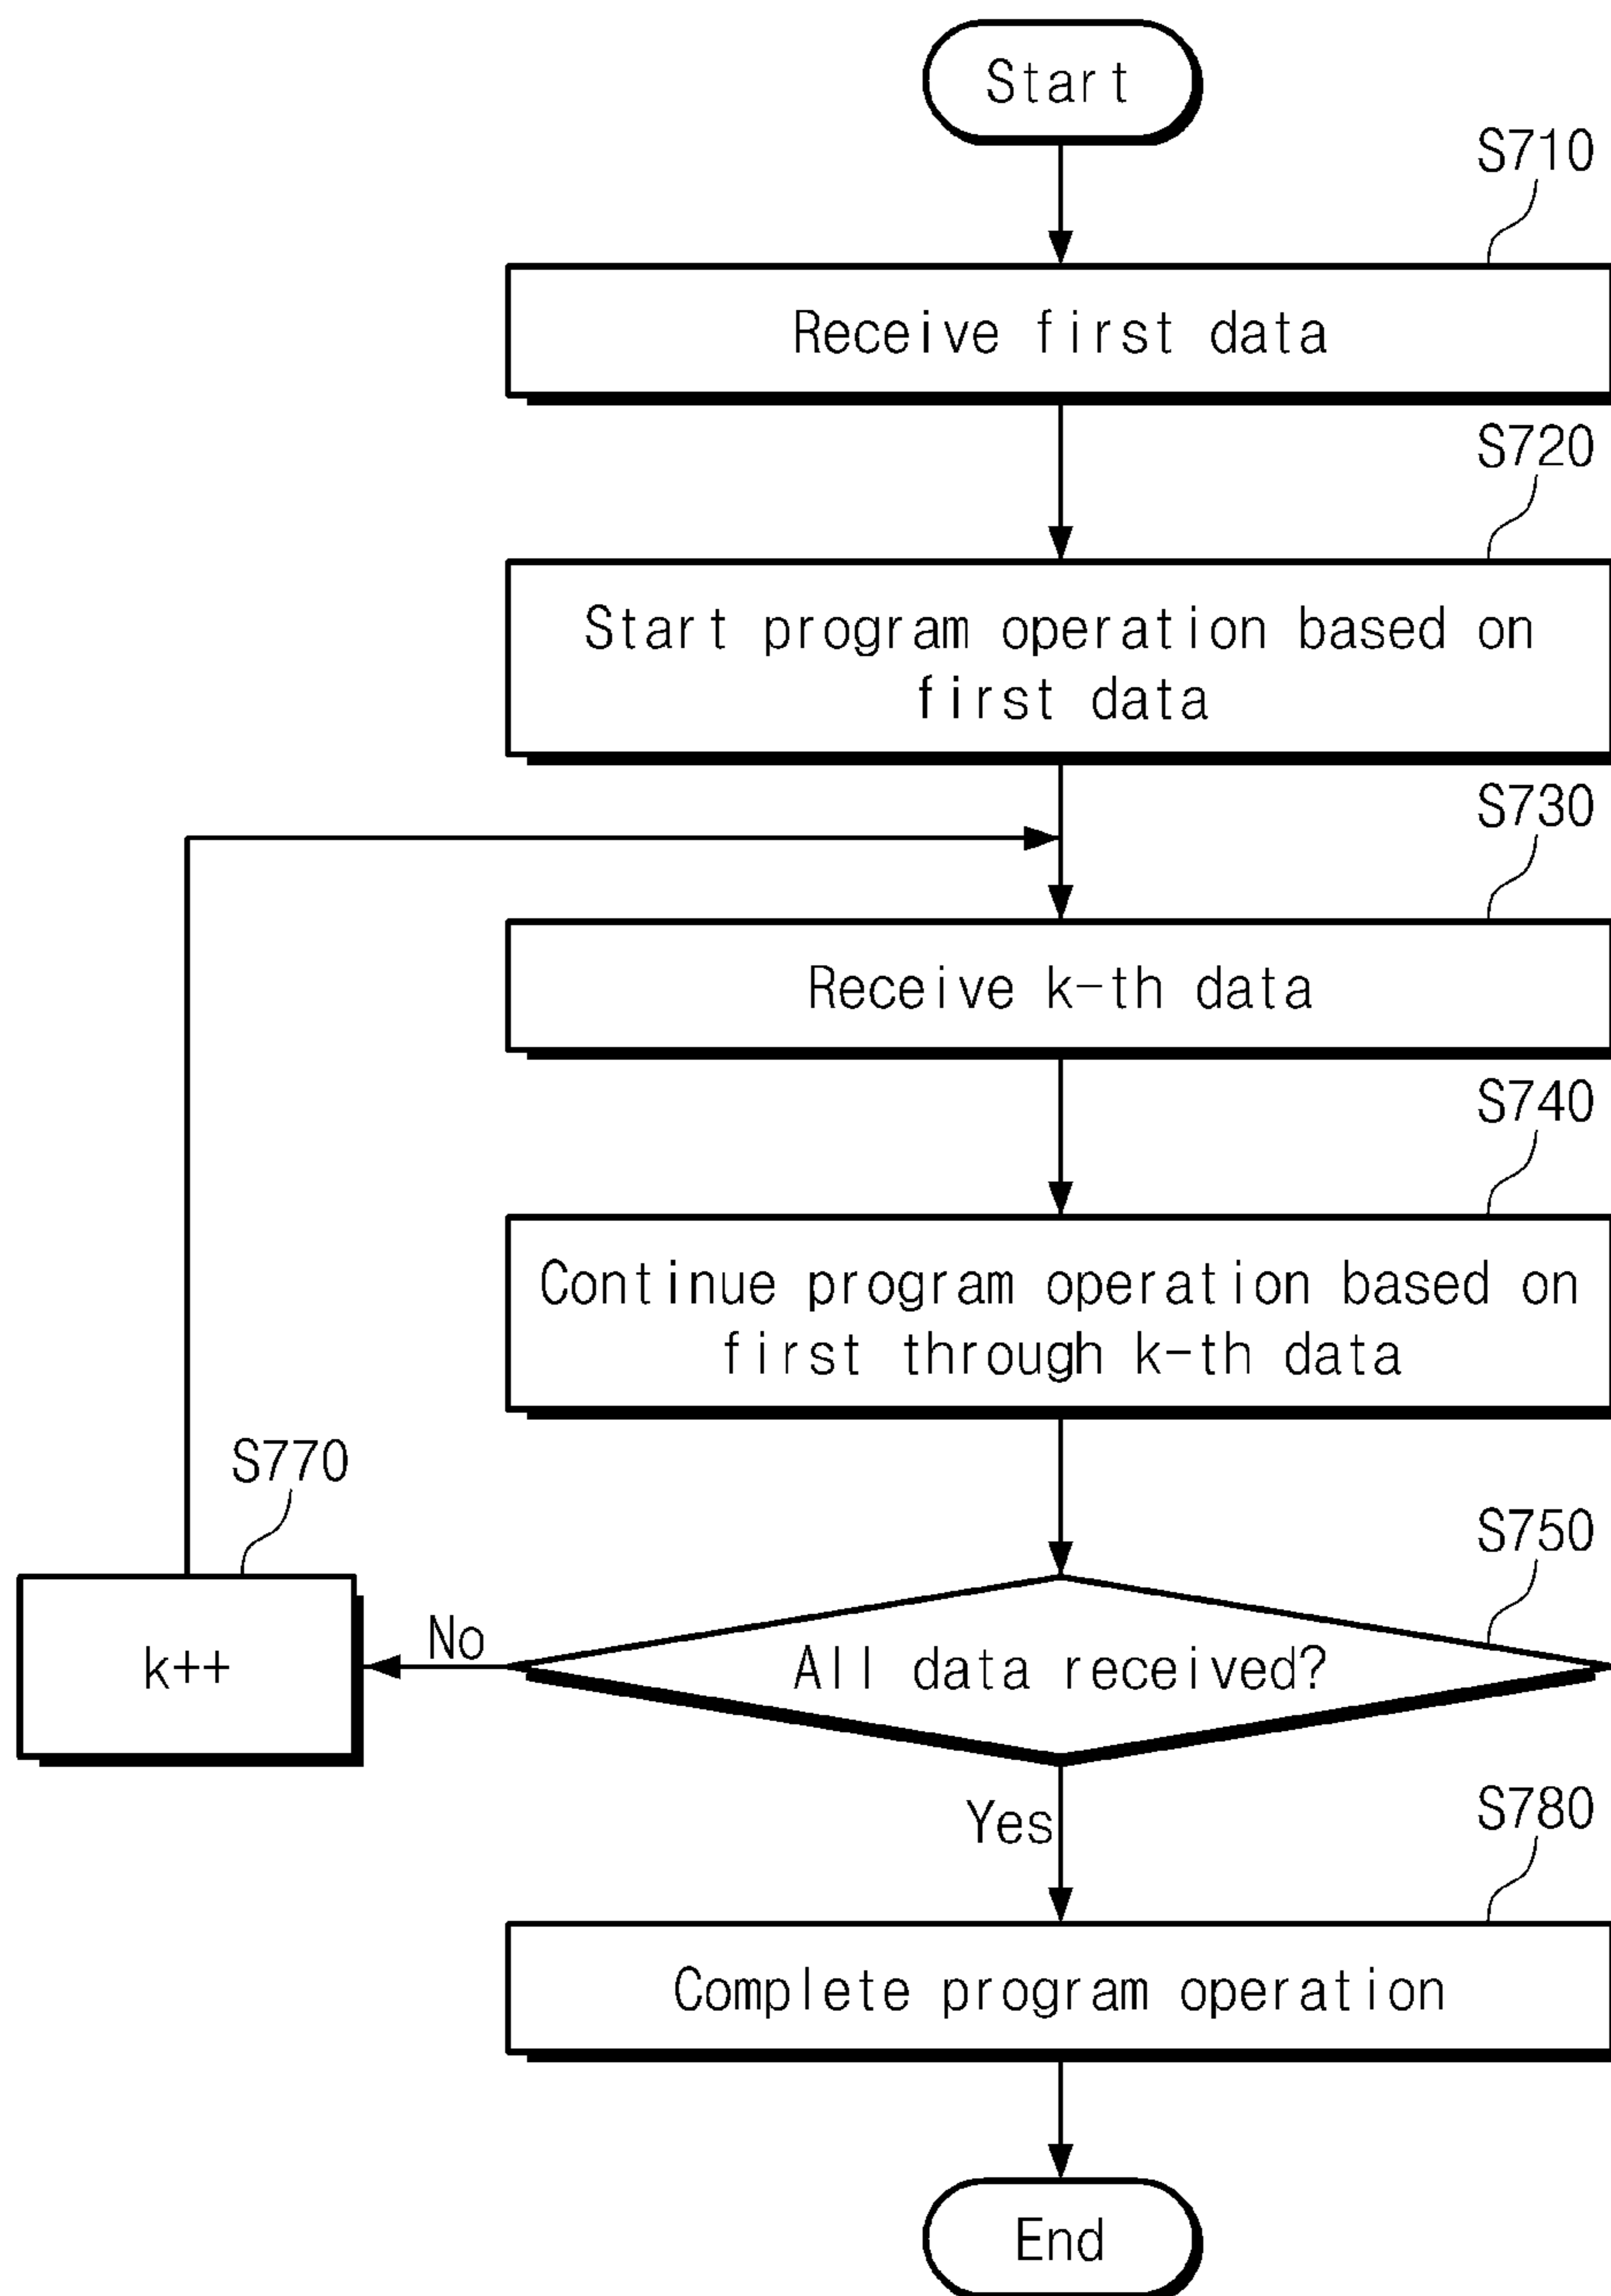 Start
S710
Receive first data
S720
Start program operation based on
first data
S730
Receive k-th data
S740
Continue program operation based on
first through k-th data
S770
S750
k++
No
All data received?
Yes
S780
Complete program operation
End